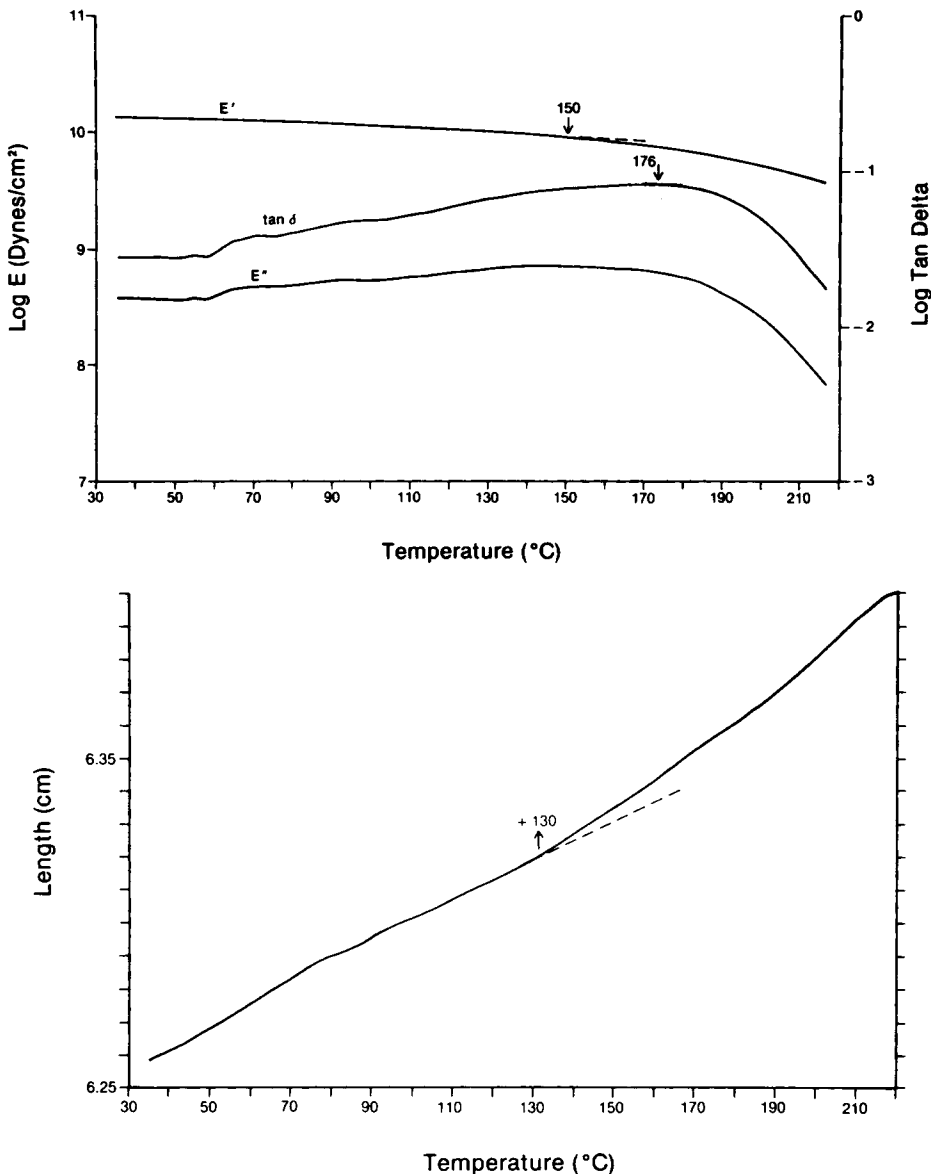 11
0
E′
150
10
176
-1
Log E (Dynes/cm²)
tan δ
9
Log Tan Delta
E″
-2
8
7
-3
30 50 70 90 110 130 150 170 190 210
Temperature (°C)
6.35
+ 130
Length (cm)
6.25
30 50 70 90 110 130 150 170 190 210
Temperature (°C)